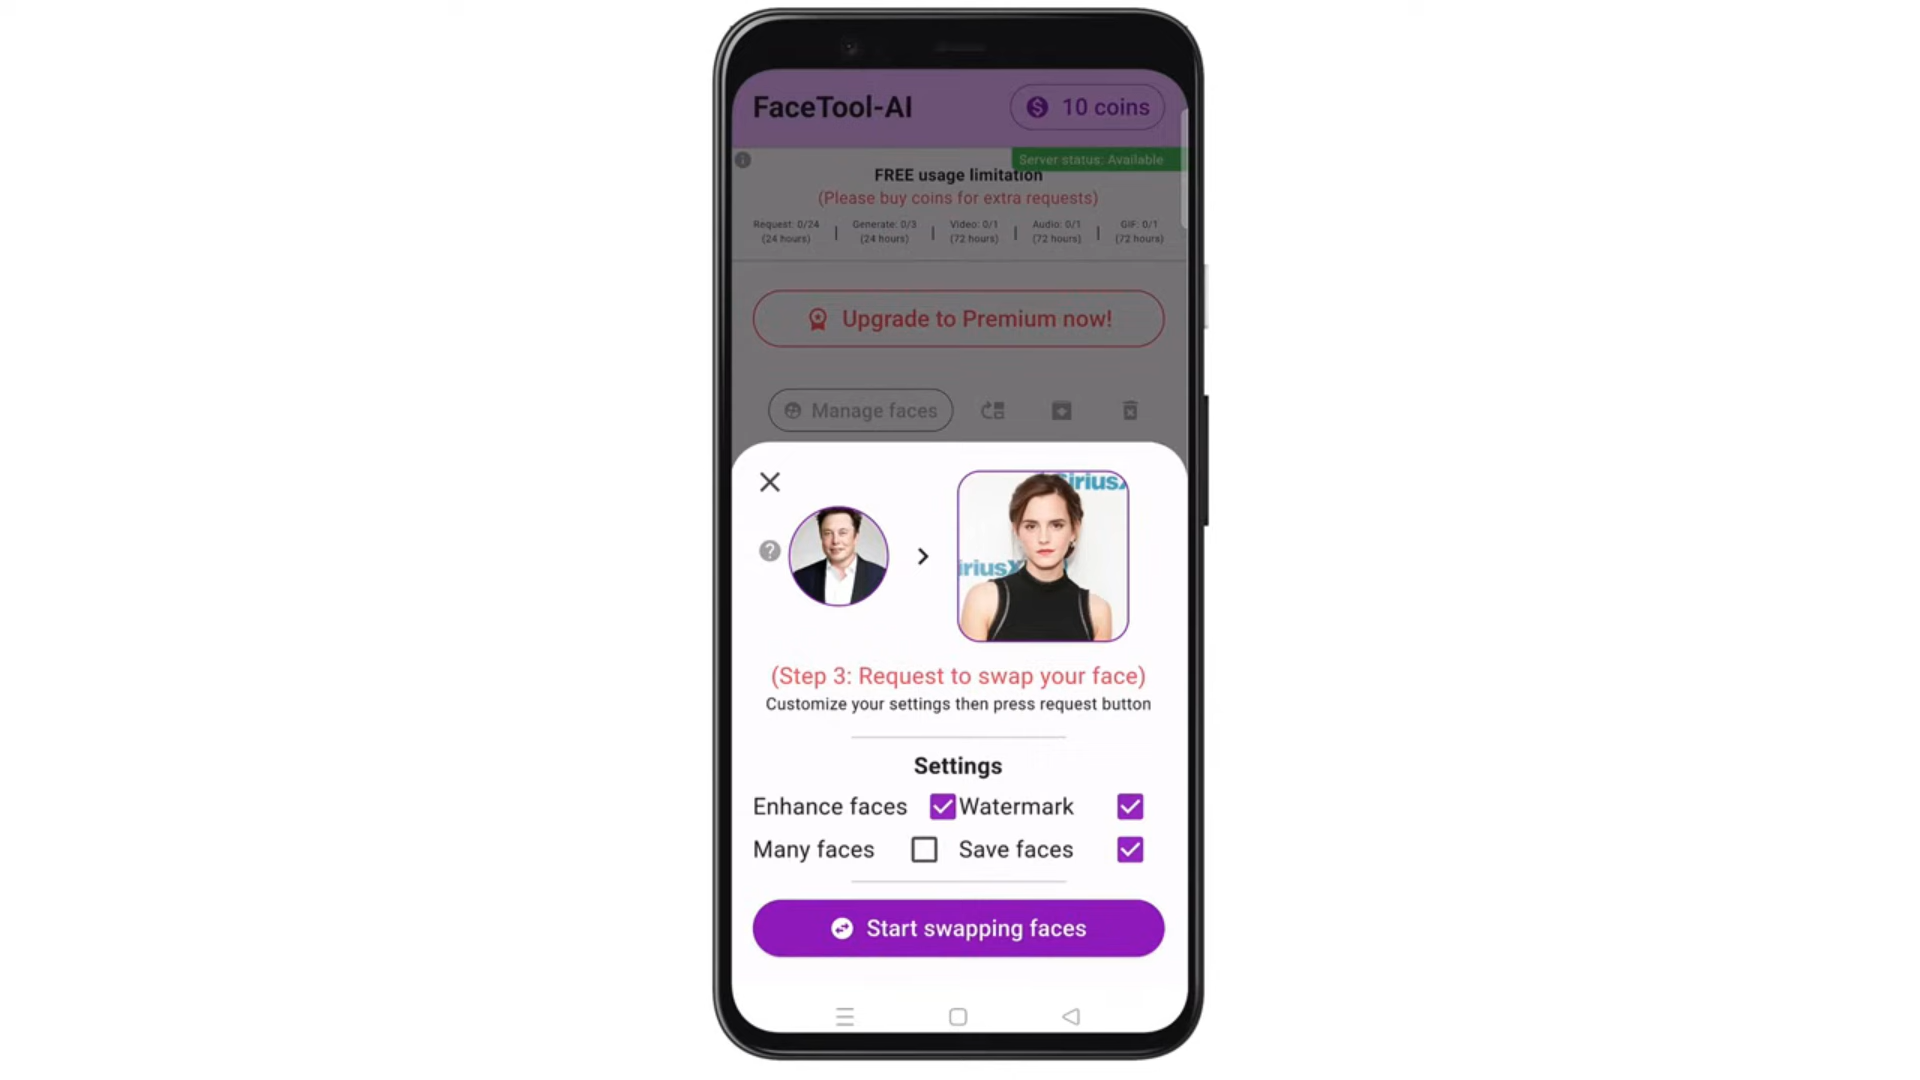 FaceTool-AI
10 coins
Server status: Available
FREE usage limitation
(Please buy coins for extra requests)
Request: 0/24 | Generate: 0/3 | Video: 0/1 | Audio: 0/1 | GIF: 0/1
(24 hours) (24 hours) (72 hours) (72 hours) (72 hours)
Upgrade to Premium now!
Manage faces
iriusX
iriusX
(Step 3: Request to swap your face)
Customize your settings then press request button
Settings
Enhance faces Watermark
Many faces Save faces
Start swapping faces